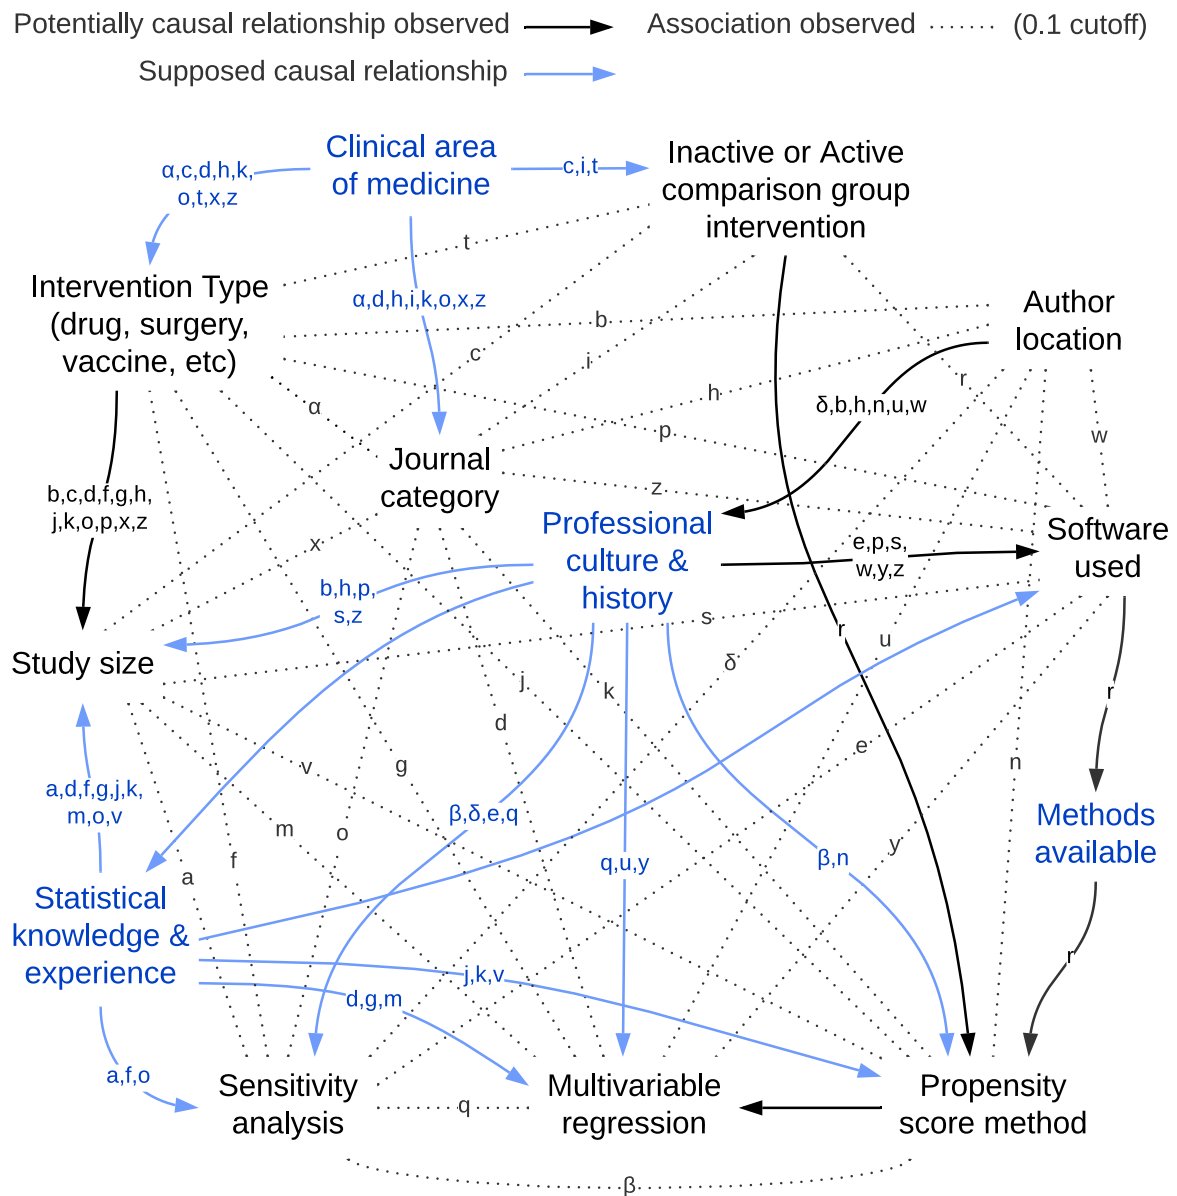 Potentially causal relationship observed
Association observed
(0.1 cutoff)
Supposed causal relationship
Clinical area
of medicine
Inactive or Active
comparison group
intervention
α,c,d,h,k,
o,t,x,z
c,i,t
t
Intervention Type
(drug, surgery,
vaccine, etc)
α,d,h,i,k,o,x,z
Author
location
b
c
i
r
h
α
δ,b,h,n,u,w
p
w
Journal
category
z
b,c,d,f,g,h,
j,k,o,p,x,z
Professional
culture &
history
Software
used
x
e,p,s,
w,y,z
b,h,p,
s,z
s
r
u
Study size
δ
j
k
r
d
e
v
g
n
a,d,f,g,j,k,
m,o,v
β,δ,e,q
m
o
Methods
available
y
f
a
q,u,y
β,n
Statistical
knowledge &
experience
r
j,k,v
d,g,m
a,f,o
Sensitivity
analysis
q
Multivariable
regression
Propensity
score method
β